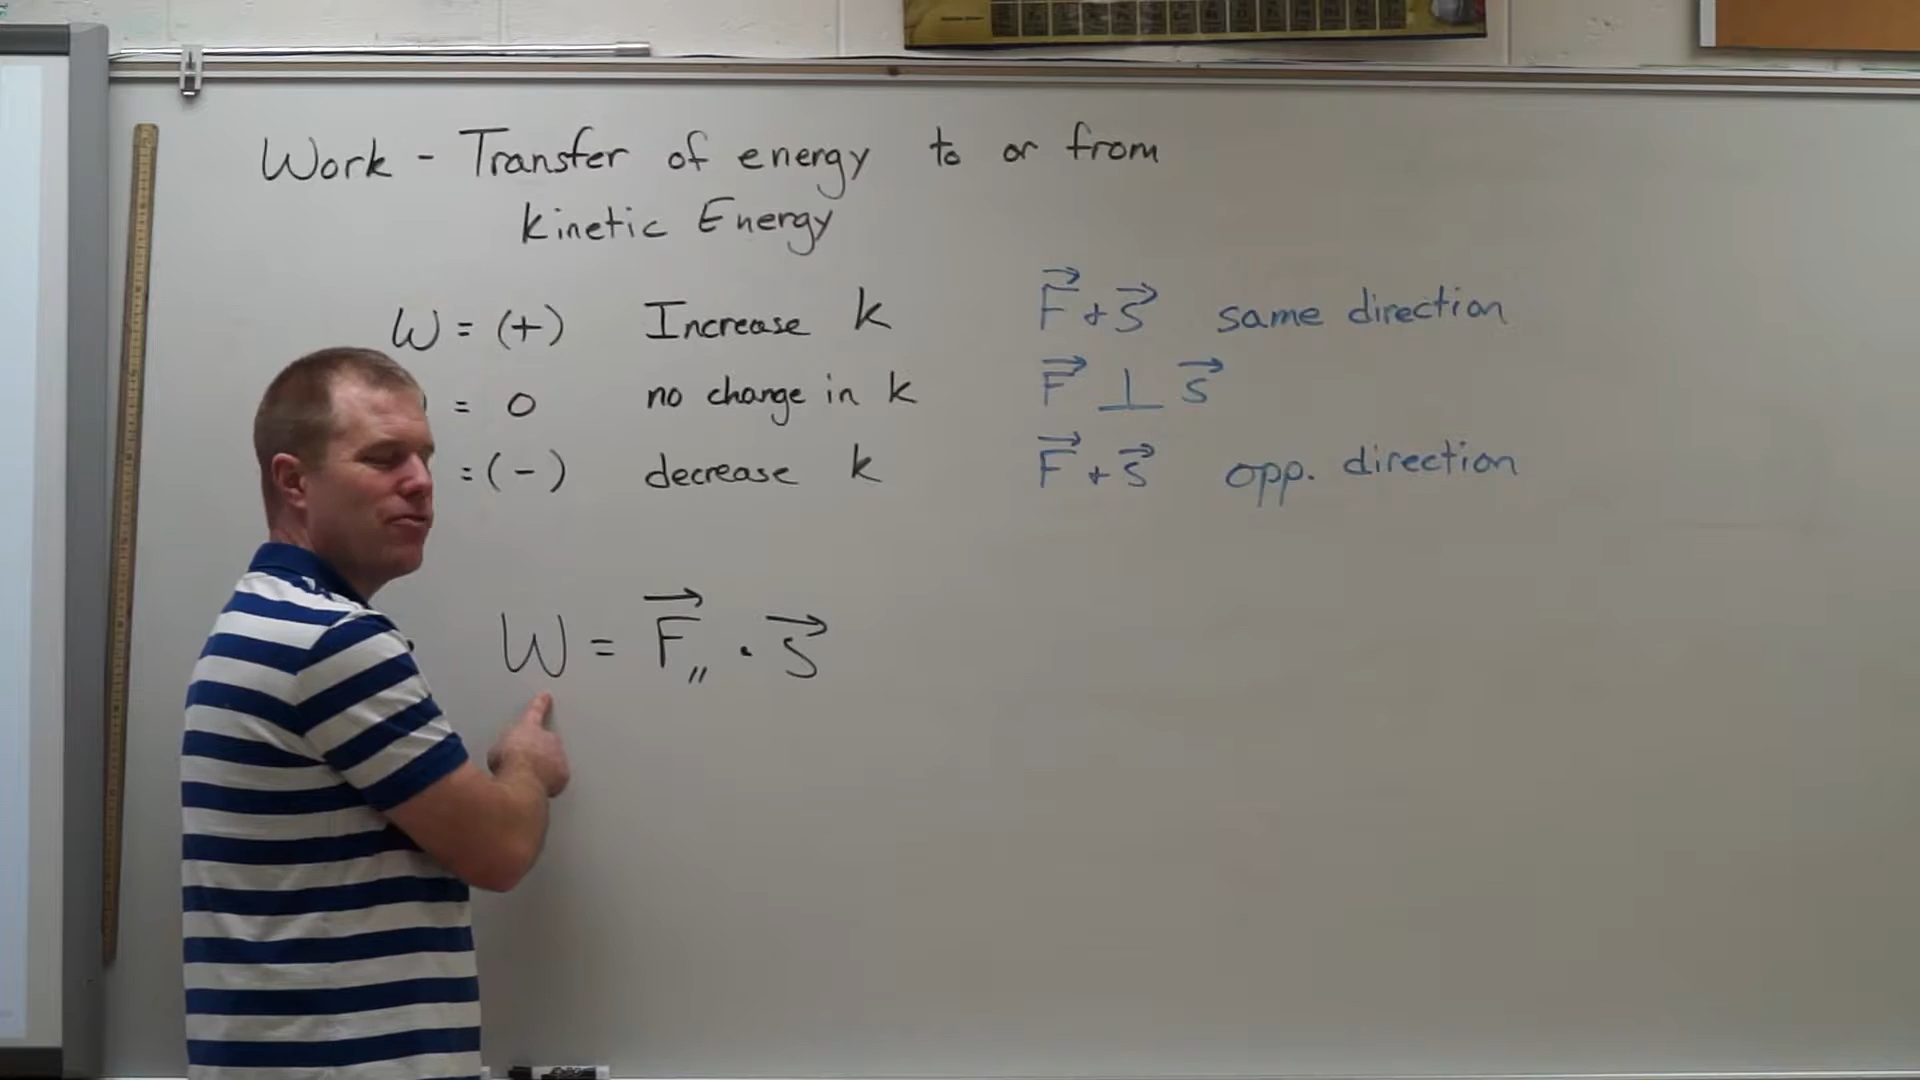 Work - Transfer of energy to or from
Kinetic Energy
W = (+) Increase K F⃗ + s⃗ same direction
= 0 no change in K F⃗ ⊥ s⃗
= (-) decrease K F⃗ + s⃗ opp. direction
W = F⃗∥ · s⃗